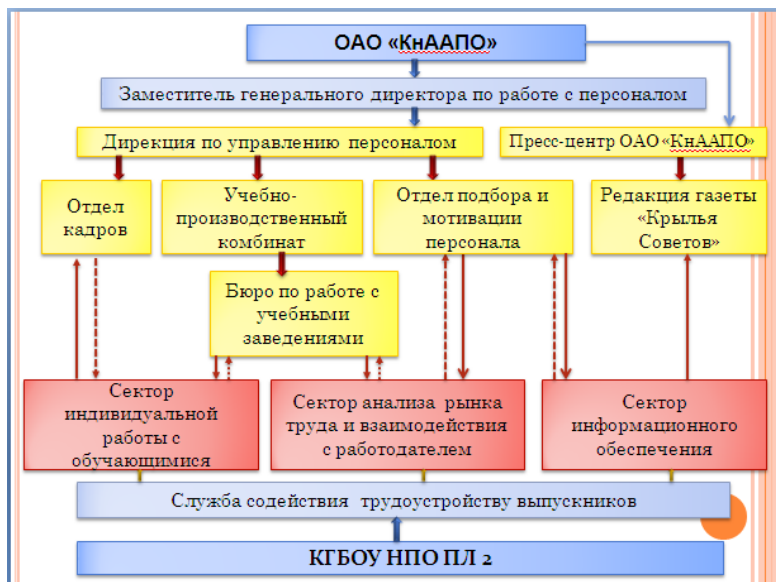 ОАО «КнААПО»
Заместитель генерального директора по работе с персоналом
Дирекция по управлению персоналом
Пресс-центр ОАО «КнААПО»
Отдел
кадров
Учебно-
производственный
комбинат
Отдел подбора и
мотивации
персонала
Редакция газеты
«Крылья
Советов»
Бюро по работе с
учебными
заведениями
Сектор
индивидуальной
работы с
обучающимися
Сектор анализа рынка
труда и взаимодействия
с работодателем
Сектор
информационного
обеспечения
Служба содействия трудоустройству выпускников
КГБОУ НПО ПЛ 2